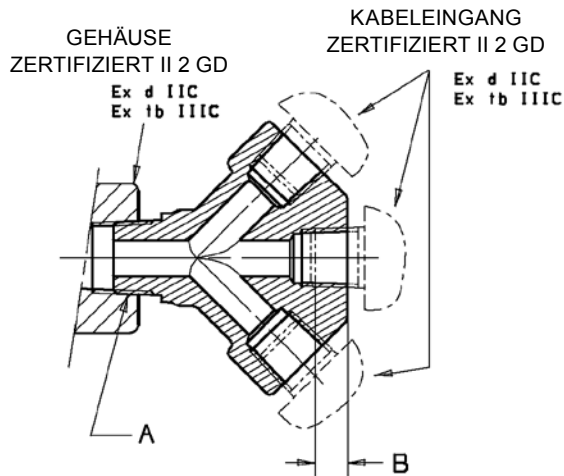 GEHÄUSE
ZERTIFIZIERT II 2 GD
Ex d IIC
Ex tb IIIC
KABELEINGANG
ZERTIFIZIERT II 2 GD
Ex d IIC
Ex tb IIIC
A
B